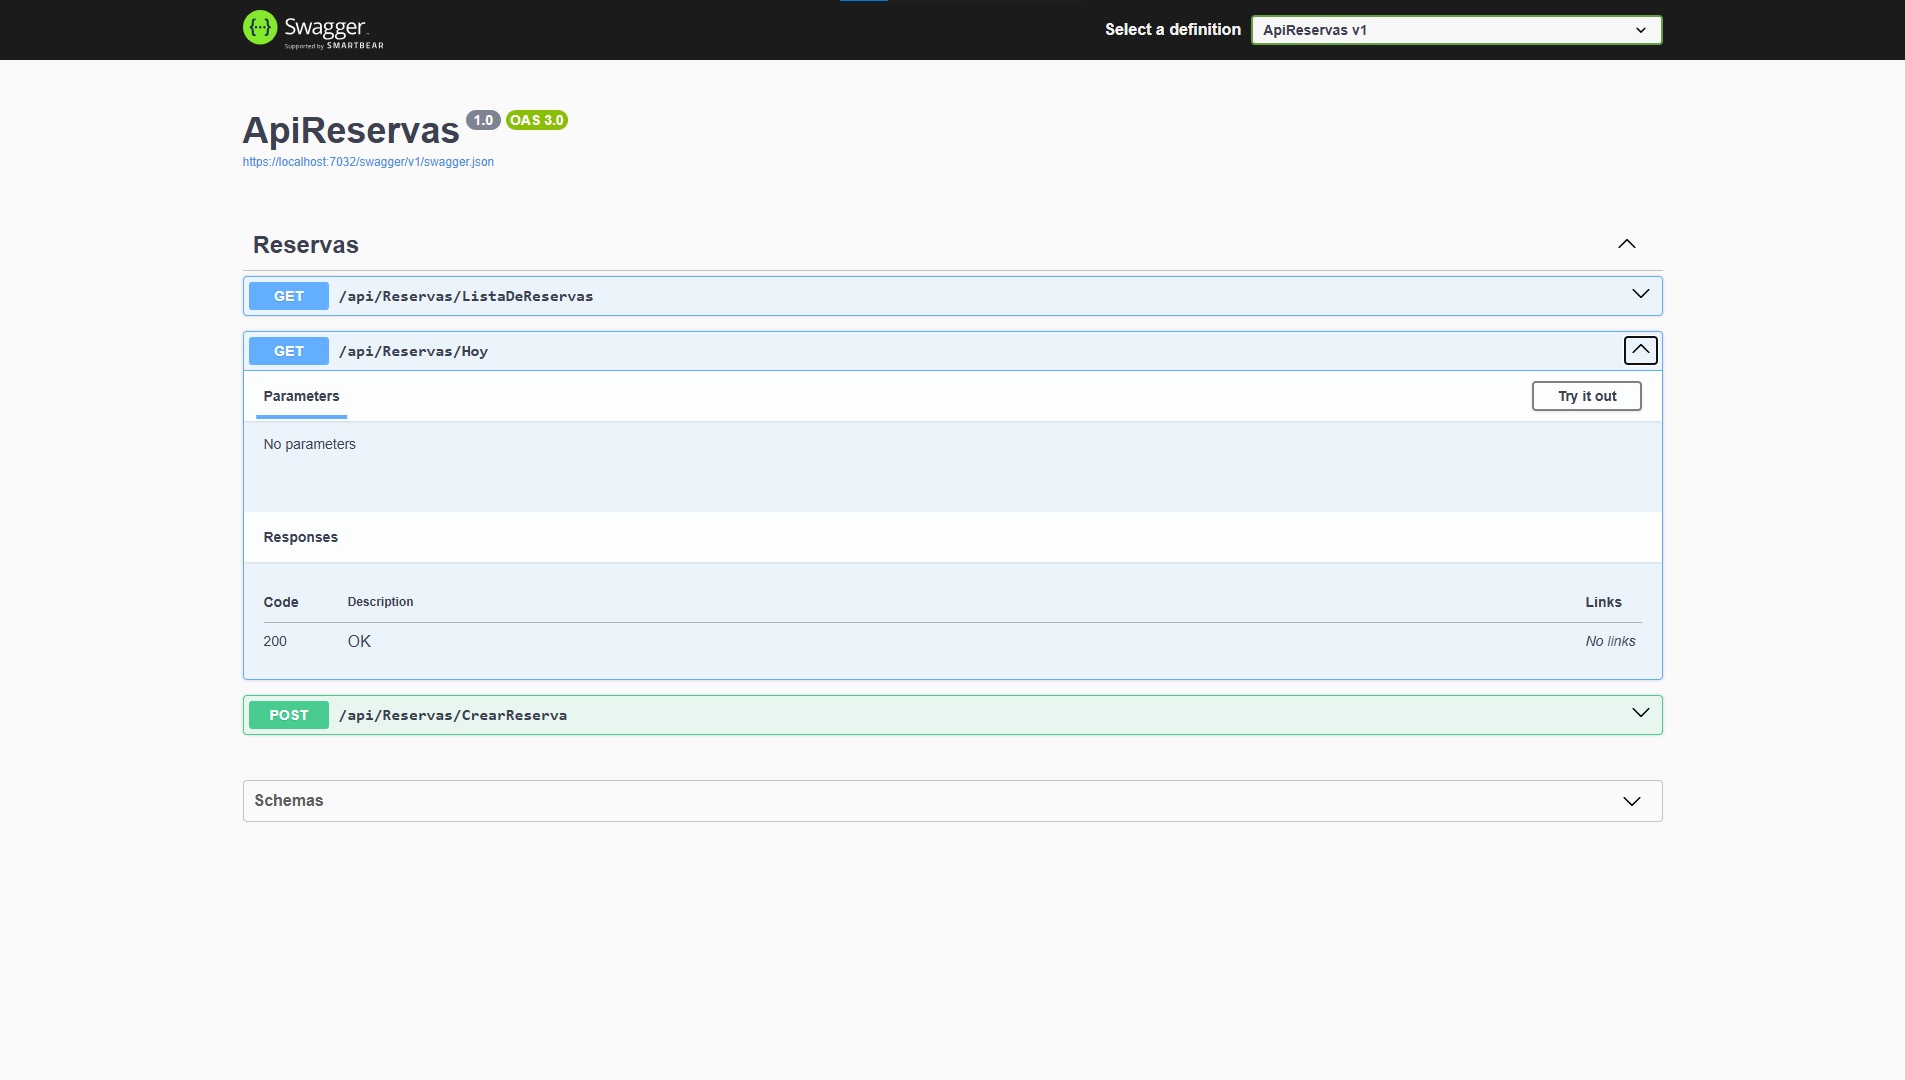 Swagger
Supported by SMARTBEAR
Select a definition
ApiReservas v1
ApiReservas 1.0 OAS 3.0
https://localhost:7032/swagger/v1/swagger.json
Reservas
GET /api/Reservas/ListaDeReservas
GET /api/Reservas/Hoy
Parameters
Try it out
No parameters
Responses
Code Description Links
200 OK No links
POST /api/Reservas/CrearReserva
Schemas